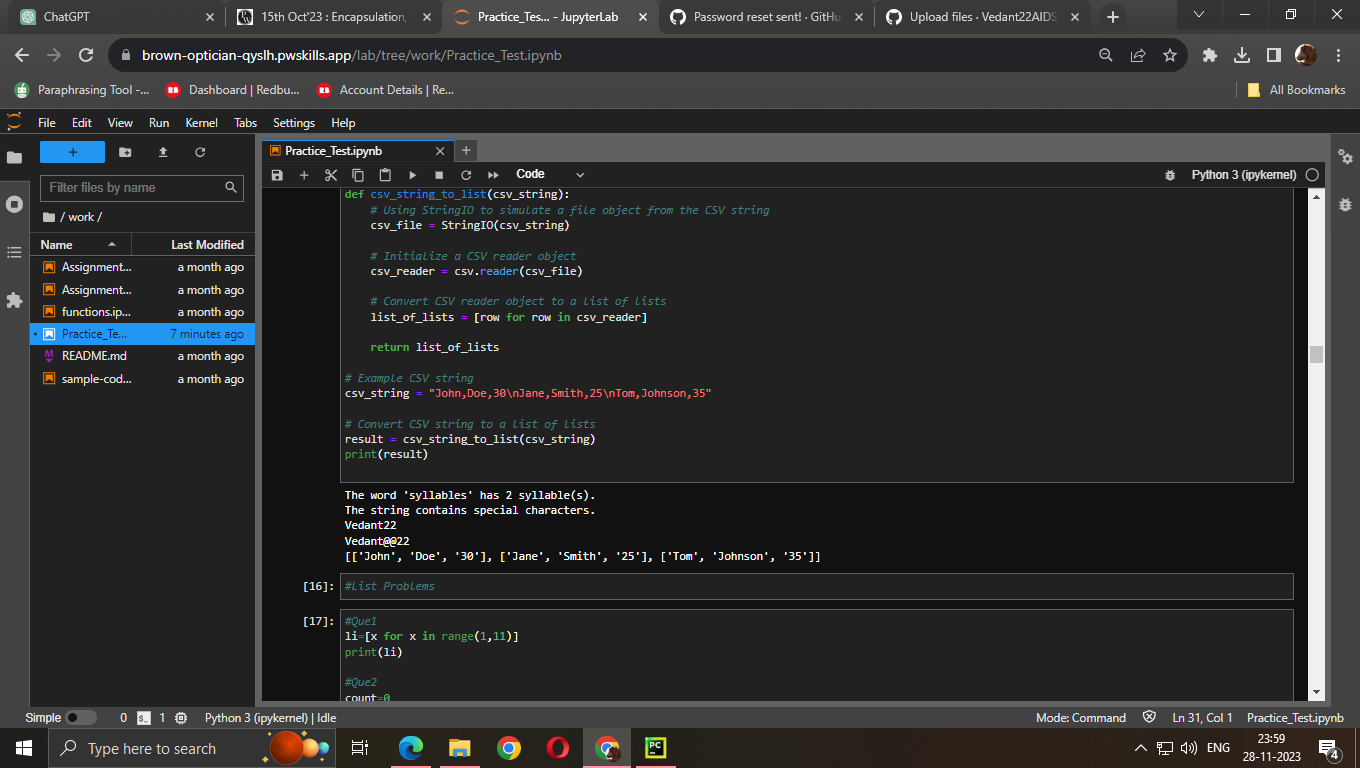 ChatGPT
15th Oct'23 : Encapsulation,
Practice_Tes... - JupyterLab
Password reset sent! · GitHu
Upload files · Vedant22AIDS
brown-optician-qyslh.pwskills.app/lab/tree/work/Practice_Test.ipynb
Paraphrasing Tool -...
Dashboard | Redbu...
Account Details | Re...
All Bookmarks
File Edit View Run Kernel Tabs Settings Help
Practice_Test.ipynb
Filter files by name
Code
Python 3 (ipykernel)
/ work /
Name Last Modified
Assignment... a month ago
Assignment... a month ago
functions.ip... a month ago
Practice_Te... 7 minutes ago
README.md a month ago
sample-cod... a month ago
def csv_string_to_list(csv_string):
# Using StringIO to simulate a file object from the CSV string
csv_file = StringIO(csv_string)
# Initialize a CSV reader object
csv_reader = csv.reader(csv_file)
# Convert CSV reader object to a list of lists
list_of_lists = [row for row in csv_reader]
return list_of_lists
# Example CSV string
csv_string = "John,Doe,30\nJane,Smith,25\nTom,Johnson,35"
# Convert CSV string to a list of lists
result = csv_string_to_list(csv_string)
print(result)
The word 'syllables' has 2 syllable(s).
The string contains special characters.
Vedant22
Vedant@@22
[['John', 'Doe', '30'], ['Jane', 'Smith', '25'], ['Tom', 'Johnson', '35']]
[16]: #List Problems
[17]: #Que1
li=[x for x in range(1,11)]
print(li)
#Que2
count=0
Simple 0 1 Python 3 (ipykernel) | Idle
Mode: Command Ln 31, Col 1 Practice_Test.ipynb
Type here to search
PC
ENG
23:59
28-11-2023
4